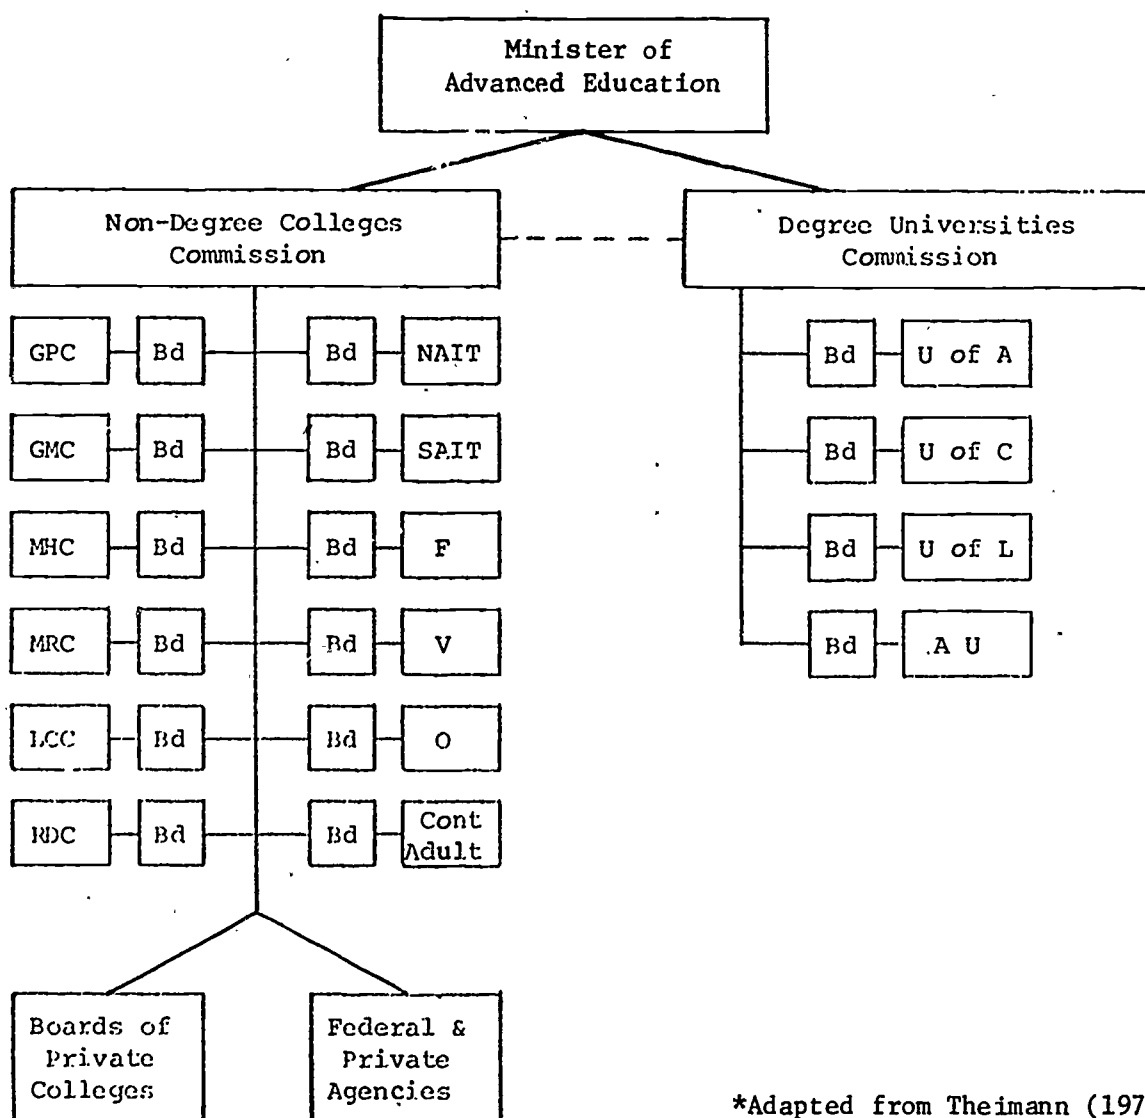 Minister of
Advanced Education
Non-Degree Colleges
Commission
Degree Universities
Commission
GPC Bd Bd NAIT
Bd U of A
GMC Bd Bd SAIT
Bd U of C
MHC Bd Bd F
Bd U of L
MRC Bd Bd V
Bd A U
LCC Bd Bd O
RDC Bd Bd Cont
Adult
Boards of
Private
Colleges
Federal &
Private
Agencies
*Adapted from Theimann (197